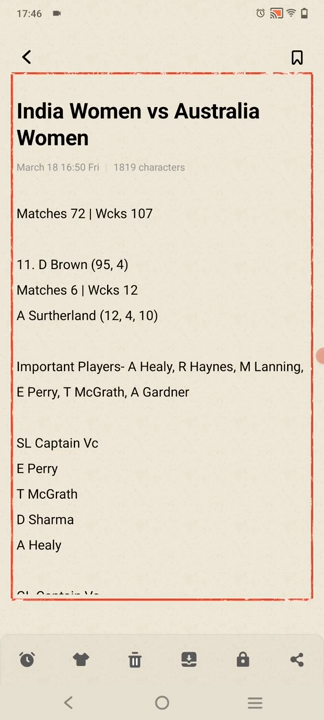 17:46
India Women vs Australia
Women
March 18 16:50 Fri | 1819 characters
Matches 72 | Wcks 107
11. D Brown (95, 4)
Matches 6 | Wcks 12
A Surtherland (12, 4, 10)
Important Players- A Healy, R Haynes, M Lanning,
E Perry, T McGrath, A Gardner
SL Captain Vc
E Perry
T McGrath
D Sharma
A Healy